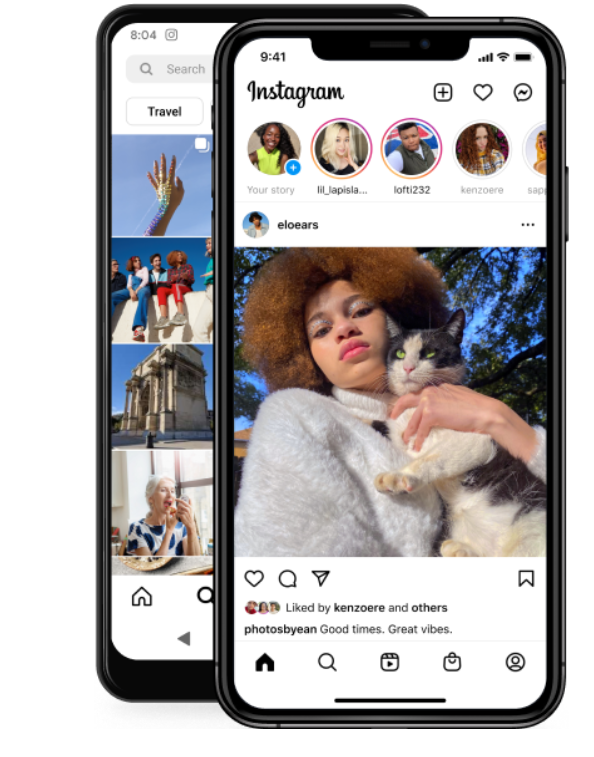 8:04
Search
Travel
9:41
Instagram
Your story
lil_lapisla...
lofti232
kenzoere
sapp
eloears
Liked by kenzoere and others
photosbyean Good times. Great vibes.